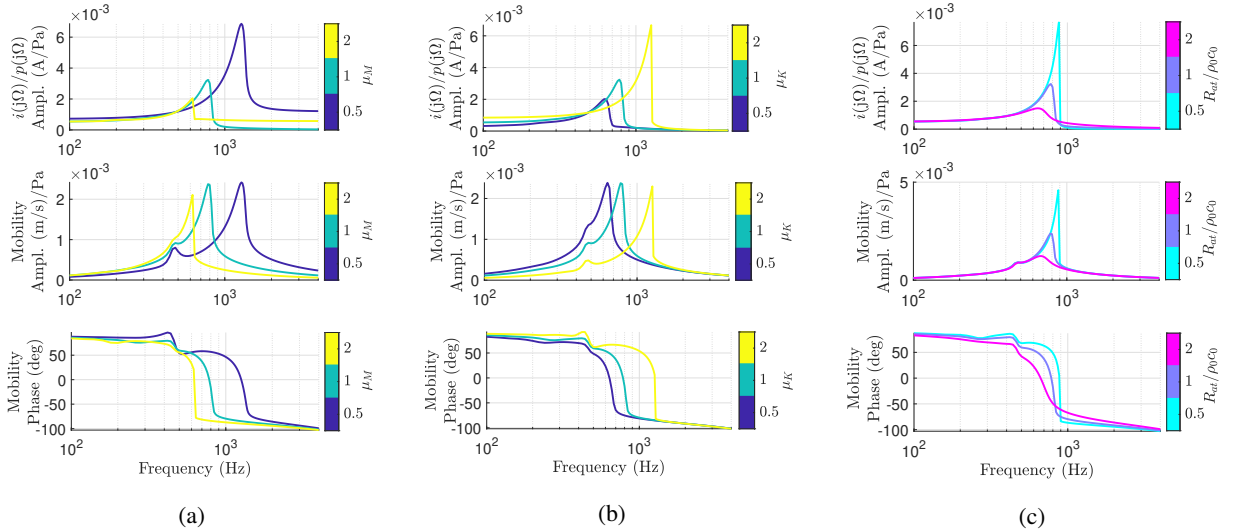 ×10⁻³
i(jΩ)/p(jΩ)
Ampl. (A/Pa)
6
4
2
0
10² 10³
2
1
0.5
μ_M
×10⁻³
Mobility
Ampl. (m/s)/Pa
2
1
0
10² 10³
2
1
0.5
μ_M
Mobility
Phase (deg)
50
0
-50
-100
10² 10³
Frequency (Hz)
2
1
0.5
μ_M
(a)
×10⁻³
i(jΩ)/p(jΩ)
Ampl. (A/Pa)
6
4
2
0
10² 10³
2
1
0.5
μ_K
×10⁻³
Mobility
Ampl. (m/s)/Pa
2
1
0
10² 10³
2
1
0.5
μ_K
Mobility
Phase (deg)
50
0
-50
-100
10² 10³
Frequency (Hz)
2
1
0.5
μ_K
(b)
×10⁻³
i(jΩ)/p(jΩ)
Ampl. (A/Pa)
6
4
2
0
10² 10³
2
1
0.5
R_at/ρ₀c₀
×10⁻³
Mobility
Ampl. (m/s)/Pa
5
0
10² 10³
2
1
0.5
R_at/ρ₀c₀
Mobility
Phase (deg)
50
0
-50
-100
10² 10³
Frequency (Hz)
2
1
0.5
R_at/ρ₀c₀
(c)